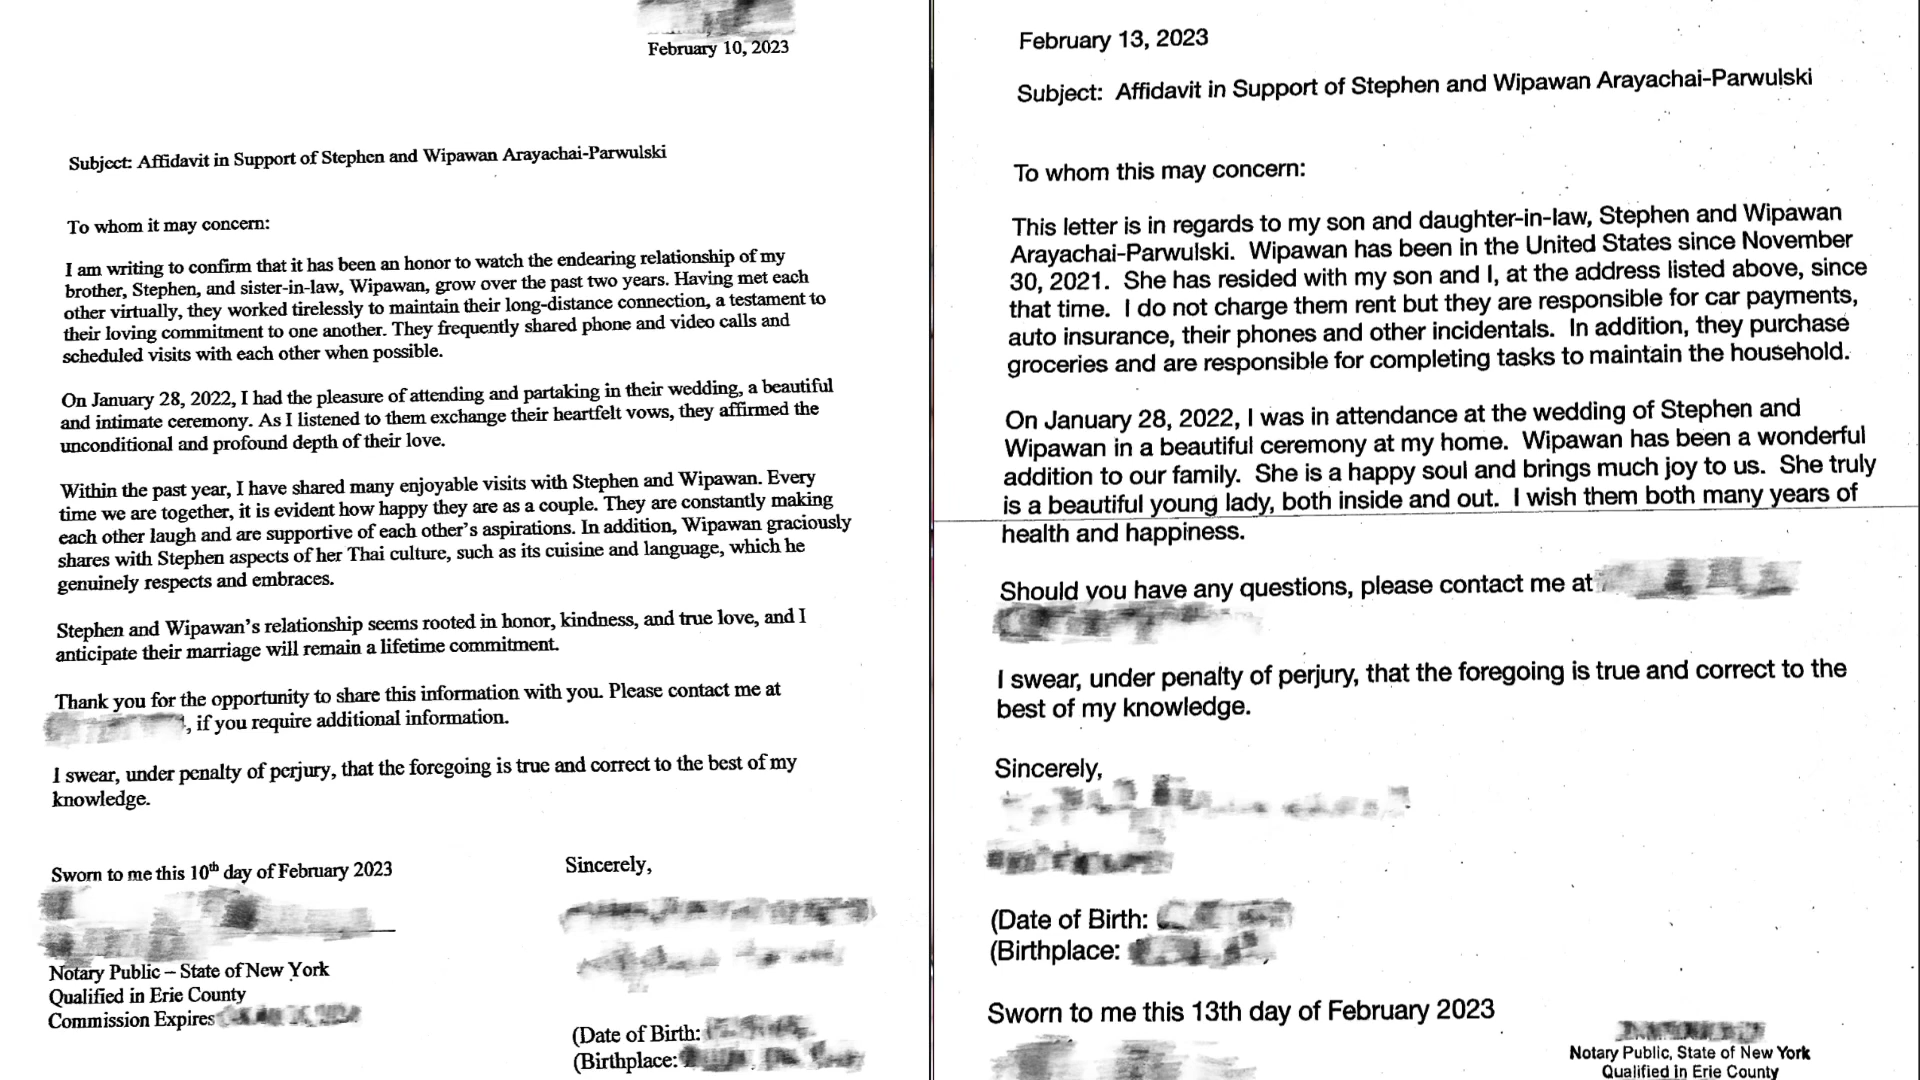 February 10, 2023
Subject: Affidavit in Support of Stephen and Wipawan Arayachai-Parwulski
To whom it may concern:
I am writing to confirm that it has been an honor to watch the endearing relationship of my
brother, Stephen, and sister-in-law, Wipawan, grow over the past two years. Having met each
other virtually, they worked tirelessly to maintain their long-distance connection, a testament to
their loving commitment to one another. They frequently shared phone and video calls and
scheduled visits with each other when possible.
On January 28, 2022, I had the pleasure of attending and partaking in their wedding, a beautiful
and intimate ceremony. As I listened to them exchange their heartfelt vows, they affirmed the
unconditional and profound depth of their love.
Within the past year, I have shared many enjoyable visits with Stephen and Wipawan. Every
time we are together, it is evident how happy they are as a couple. They are constantly making
each other laugh and are supportive of each other's aspirations. In addition, Wipawan graciously
shares with Stephen aspects of her Thai culture, such as its cuisine and language, which he
genuinely respects and embraces.
Stephen and Wipawan's relationship seems rooted in honor, kindness, and true love, and I
anticipate their marriage will remain a lifetime commitment.
Thank you for the opportunity to share this information with you. Please contact me at
, if you require additional information.
I swear, under penalty of perjury, that the foregoing is true and correct to the best of my
knowledge.
Sworn to me this 10th day of February 2023
Notary Public – State of New York
Qualified in Erie County
Commission Expires
Sincerely,
(Date of Birth:
(Birthplace:
February 13, 2023
Subject: Affidavit in Support of Stephen and Wipawan Arayachai-Parwulski
To whom this may concern:
This letter is in regards to my son and daughter-in-law, Stephen and Wipawan
Arayachai-Parwulski. Wipawan has been in the United States since November
30, 2021. She has resided with my son and I, at the address listed above, since
that time. I do not charge them rent but they are responsible for car payments,
auto insurance, their phones and other incidentals. In addition, they purchase
groceries and are responsible for completing tasks to maintain the household.
On January 28, 2022, I was in attendance at the wedding of Stephen and
Wipawan in a beautiful ceremony at my home. Wipawan has been a wonderful
addition to our family. She is a happy soul and brings much joy to us. She truly
is a beautiful young lady, both inside and out. I wish them both many years of
health and happiness.
Should you have any questions, please contact me at
I swear, under penalty of perjury, that the foregoing is true and correct to the
best of my knowledge.
Sincerely,
(Date of Birth:
(Birthplace:
Sworn to me this 13th day of February 2023
Notary Public, State of New York
Qualified in Erie County